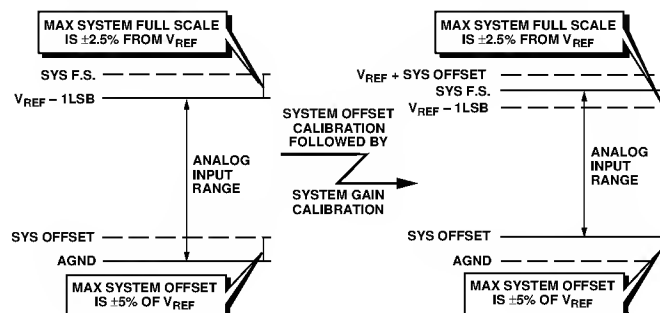 MAX SYSTEM FULL SCALE
IS ±2.5% FROM VREF
SYS F.S.
VREF – 1LSB
ANALOG
INPUT
RANGE
SYS OFFSET
AGND
MAX SYSTEM OFFSET
IS ±5% OF VREF
SYSTEM OFFSET
CALIBRATION
FOLLOWED BY
SYSTEM GAIN
CALIBRATION
MAX SYSTEM FULL SCALE
IS ±2.5% FROM VREF
VREF + SYS OFFSET
SYS F.S.
VREF – 1LSB
ANALOG
INPUT
RANGE
SYS OFFSET
AGND
MAX SYSTEM OFFSET
IS ±5% OF VREF